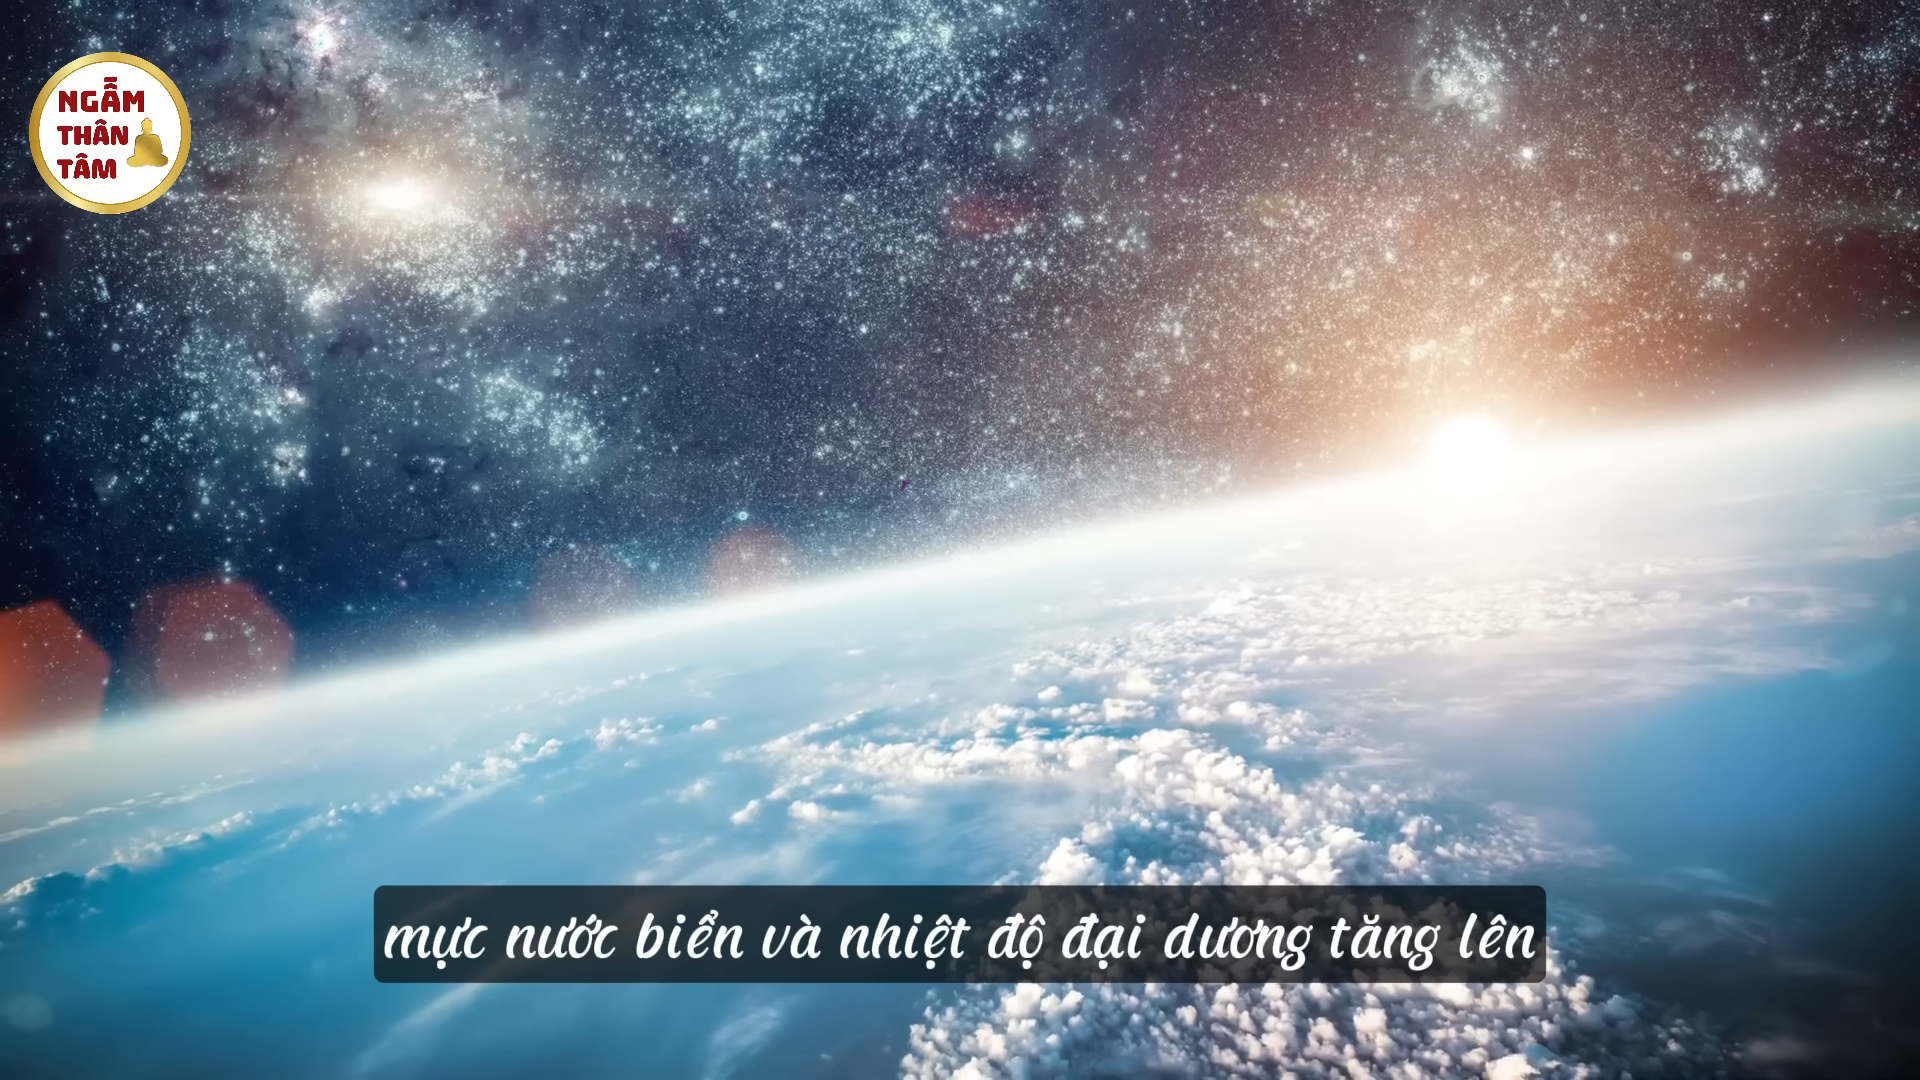 NGẪM
THÂN
TÂM
mực nước biển và nhiệt độ đại dương tăng lên